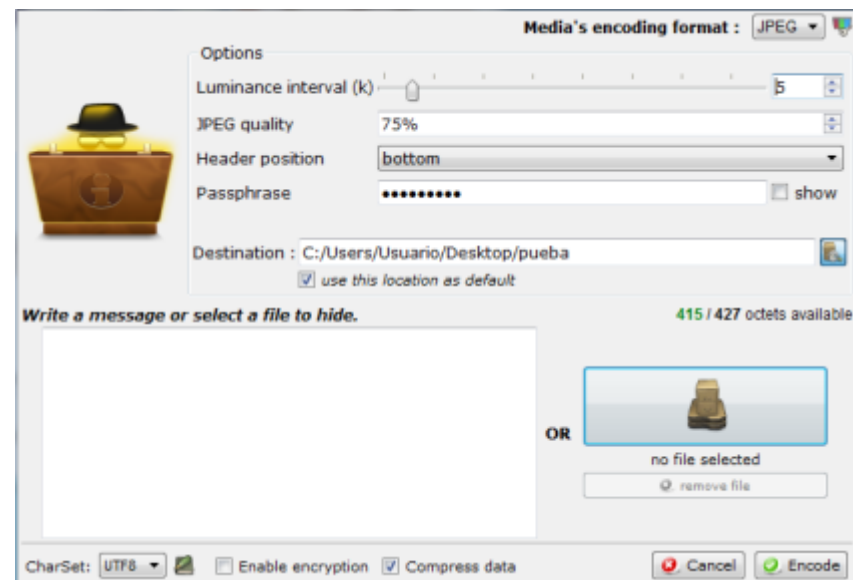 Media's encoding format : JPEG
Options
Luminance interval (k) 5
JPEG quality 75%
Header position bottom
Passphrase ●●●●●●●●● show
Destination : C:/Users/Usuario/Desktop/pueba
use this location as default
Write a message or select a file to hide. 415 / 427 octets available
OR
no file selected
remove file
CharSet: UTF8 Enable encryption Compress data Cancel Encode